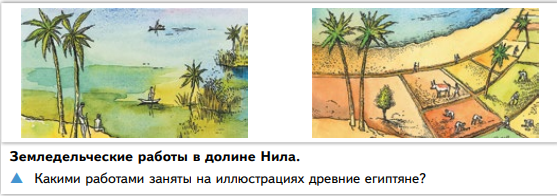 Земледельческие работы в долине Нила.
Какими работами заняты на иллюстрациях древние египтяне?